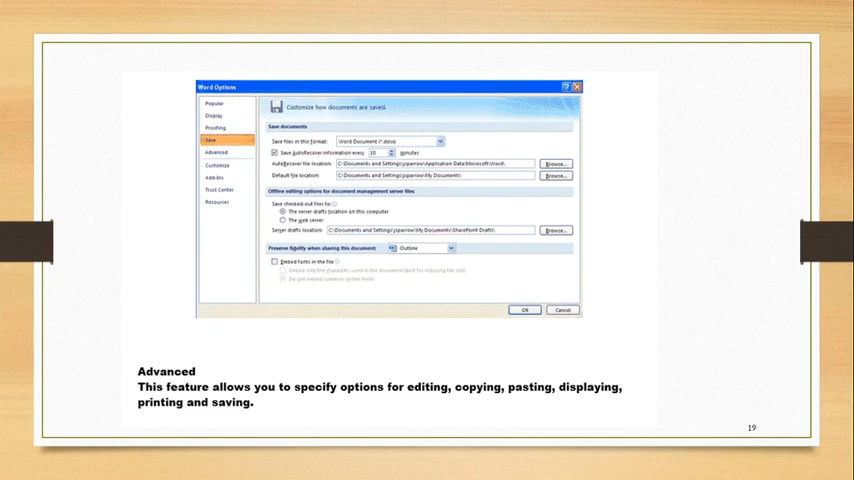 Word Options
Popular
Display
Proofing
Save
Advanced
Customize
Add-Ins
Trust Center
Resources
Customize how documents are saved.
Save documents
Save files in this format: Word Document (*.docx)
Save AutoRecover information every 10 minutes
AutoRecover file location: C:\Documents and Settings\jsparrow\Application Data\Microsoft\Word\ Browse...
Default file location: C:\Documents and Settings\jsparrow\My Documents\ Browse...
Offline editing options for document management server files
Save checked-out files to:
The server drafts location on this computer
The web server
Server drafts location: C:\Documents and Settings\jsparrow\My Documents\SharePoint Drafts\ Browse...
Preserve fidelity when sharing this document: Outline
Embed fonts in the file
Embed only the characters used in the document (best for reducing file size)
Do not embed common system fonts
OK Cancel
Advanced
This feature allows you to specify options for editing, copying, pasting, displaying,
printing and saving.
19